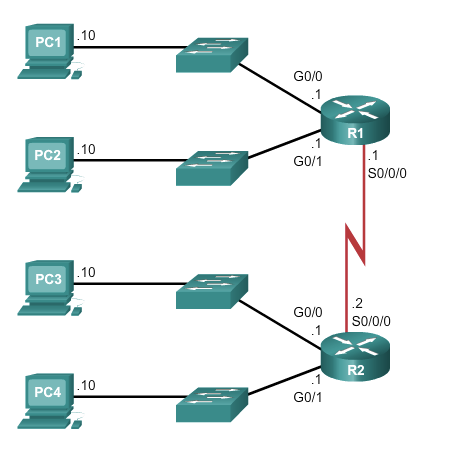 PC1
.10
G0/0
.1
R1
PC2
.10
.1
G0/1
.1
S0/0/0
PC3
.10
.2
S0/0/0
G0/0
.1
R2
PC4
.10
.1
G0/1